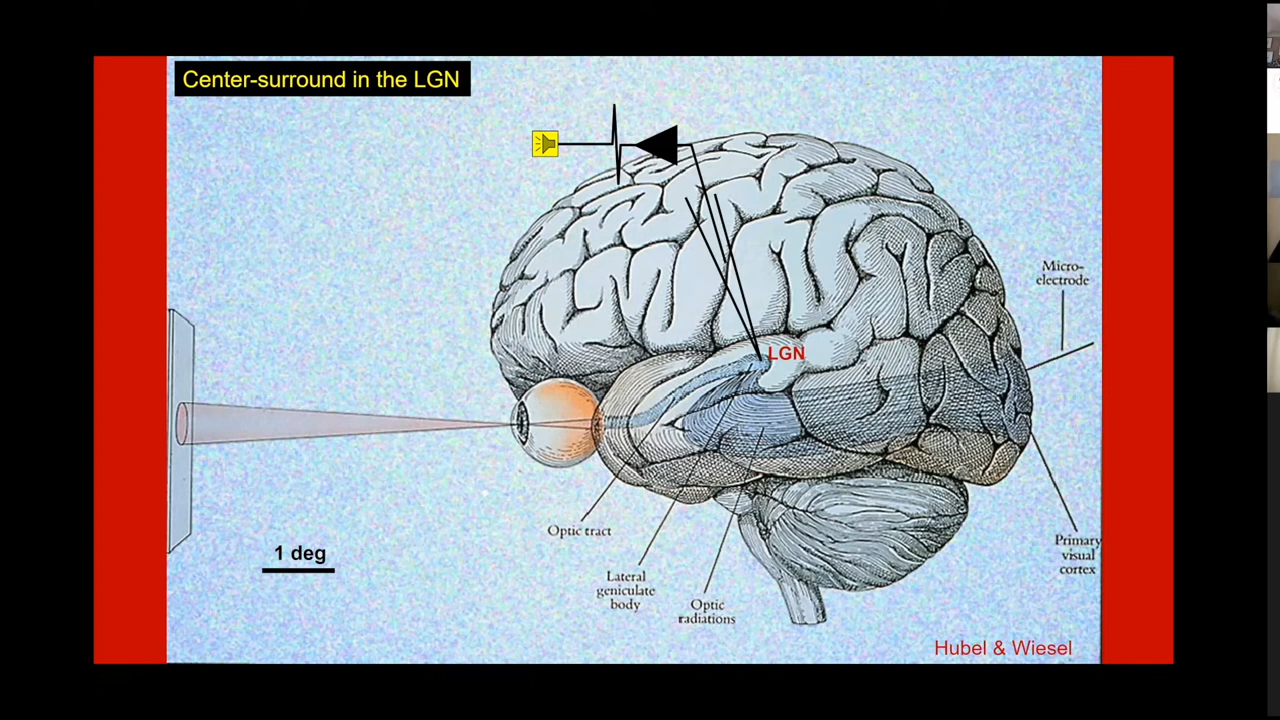 Center-surround in the LGN
Micro-
electrode
LGN
Optic tract
1 deg
Primary
visual
cortex
Lateral
geniculate
body
Optic
radiations
Hubel & Wiesel